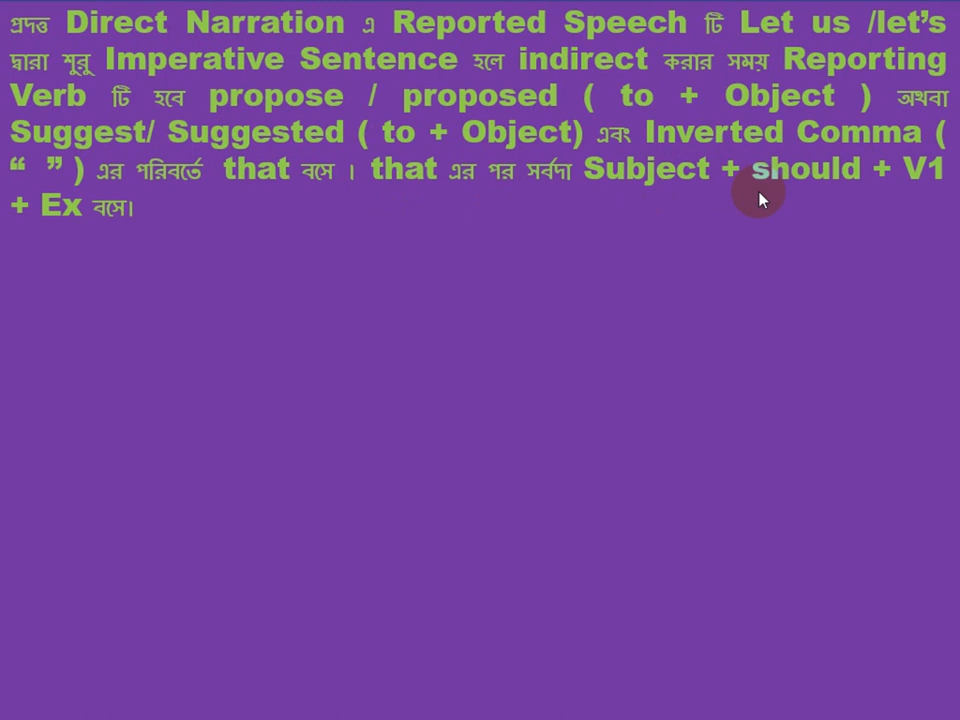 প্রদত্ত Direct Narration এ Reported Speech টি Let us /let’s
দ্বারা শুরু Imperative Sentence হলে indirect করার সময় Reporting
Verb টি হবে propose / proposed ( to + Object ) অথবা
Suggest/ Suggested ( to + Object) এবং Inverted Comma (
“ ” ) এর পরিবর্তে that বসে । that এর পর সর্বদা Subject + should + V1
+ Ex বসে।